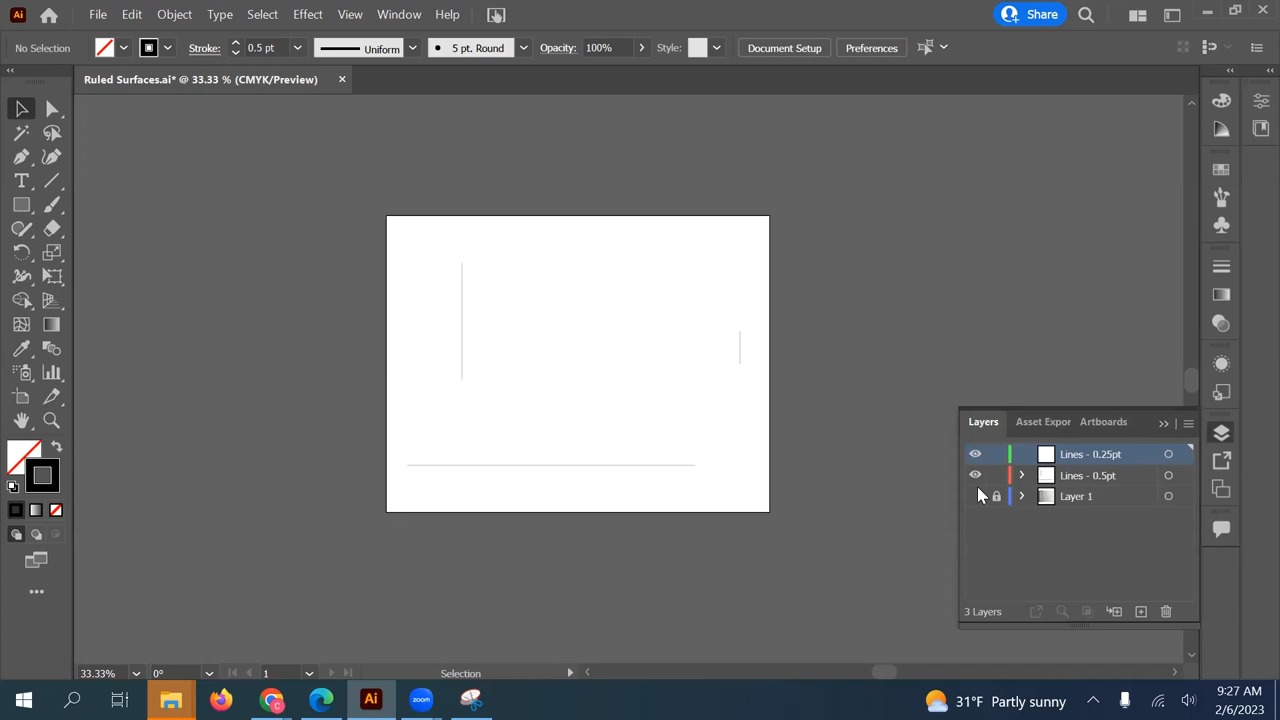 Ai File Edit Object Type Select Effect View Window Help Share
No Selection Stroke: 0.5 pt Uniform 5 pt. Round Opacity: 100% Style: Document Setup Preferences
Ruled Surfaces.ai* @ 33.33 % (CMYK/Preview)
Layers Asset Expor Artboards
Lines - 0.25pt
Lines - 0.5pt
Layer 1
3 Layers
33.33% 0° 1 Selection
Ai zoom 31°F Partly sunny 9:27 AM
2/6/2023